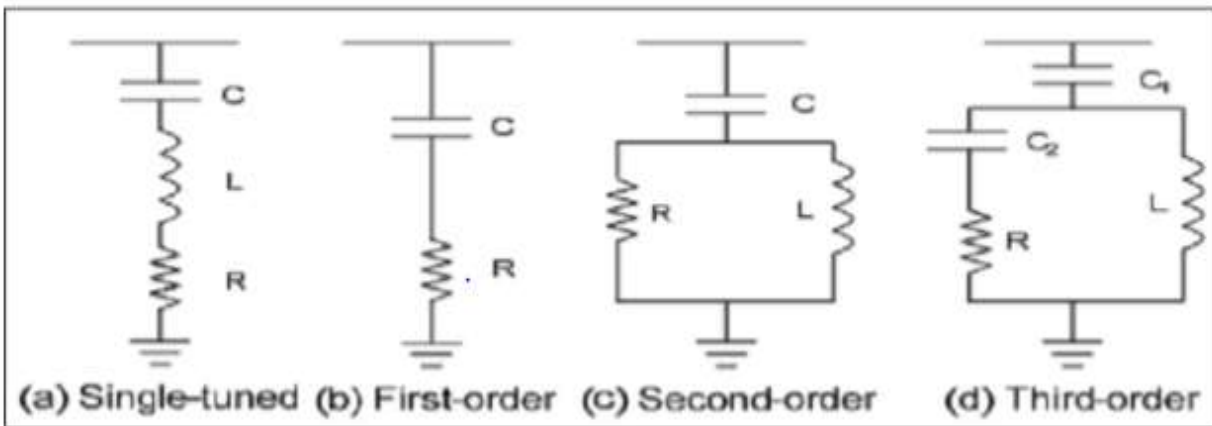 C
L
R
C
R
C
R
L
C₁
C₂
R
L
(a) Single-tuned
(b) First-order
(c) Second-order
(d) Third-order